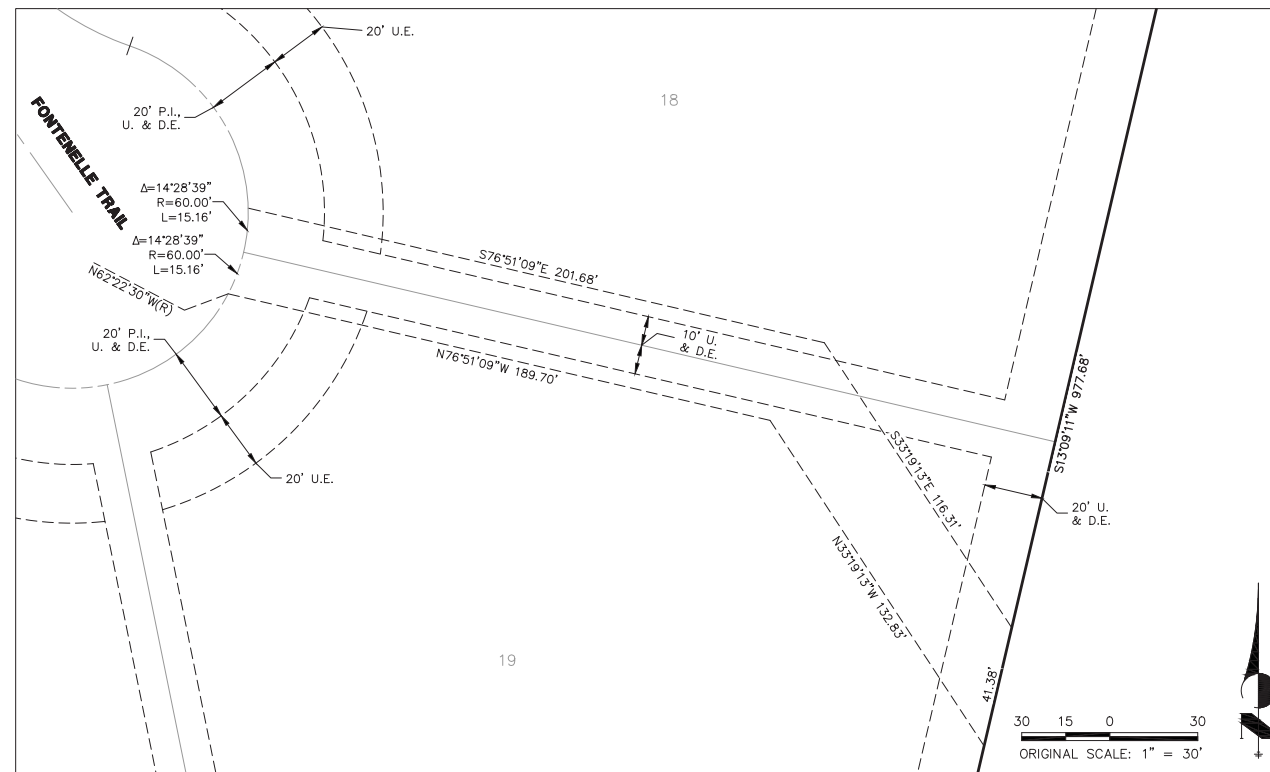 20' U.E.
18
20' P.I.,
U. & D.E.
FONTENELLE TRAIL
Δ=14°28'39"
R=60.00'
L=15.16'
Δ=14°28'39"
R=60.00'
L=15.16'
N62°22'30"W(R)
S76°51'09"E 201.68'
20' P.I.,
U. & D.E.
10' U.
& D.E.
N76°51'09"W 189.70'
S13°09'11"W 977.68'
S33°19'13"E 116.31'
20' U.E.
20' U.
& D.E.
N33°19'13"W 132.83'
19
41.38'
30 15 0 30
ORIGINAL SCALE: 1" = 30'